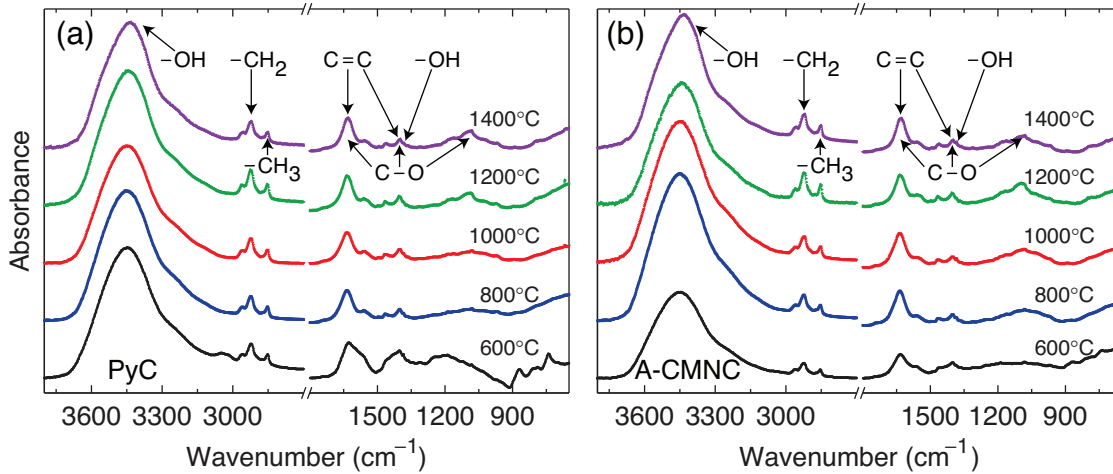 Absorbance
(a)
−OH
−CH2
−CH3
C=C
−OH
C−O
1400°C
1200°C
1000°C
800°C
600°C
PyC
3600 3300 3000 1500 1200 900
Wavenumber (cm−1)
(b)
−OH
−CH2
−CH3
C=C
−OH
C−O
1400°C
1200°C
1000°C
800°C
600°C
A-CMNC
3600 3300 3000 1500 1200 900
Wavenumber (cm−1)